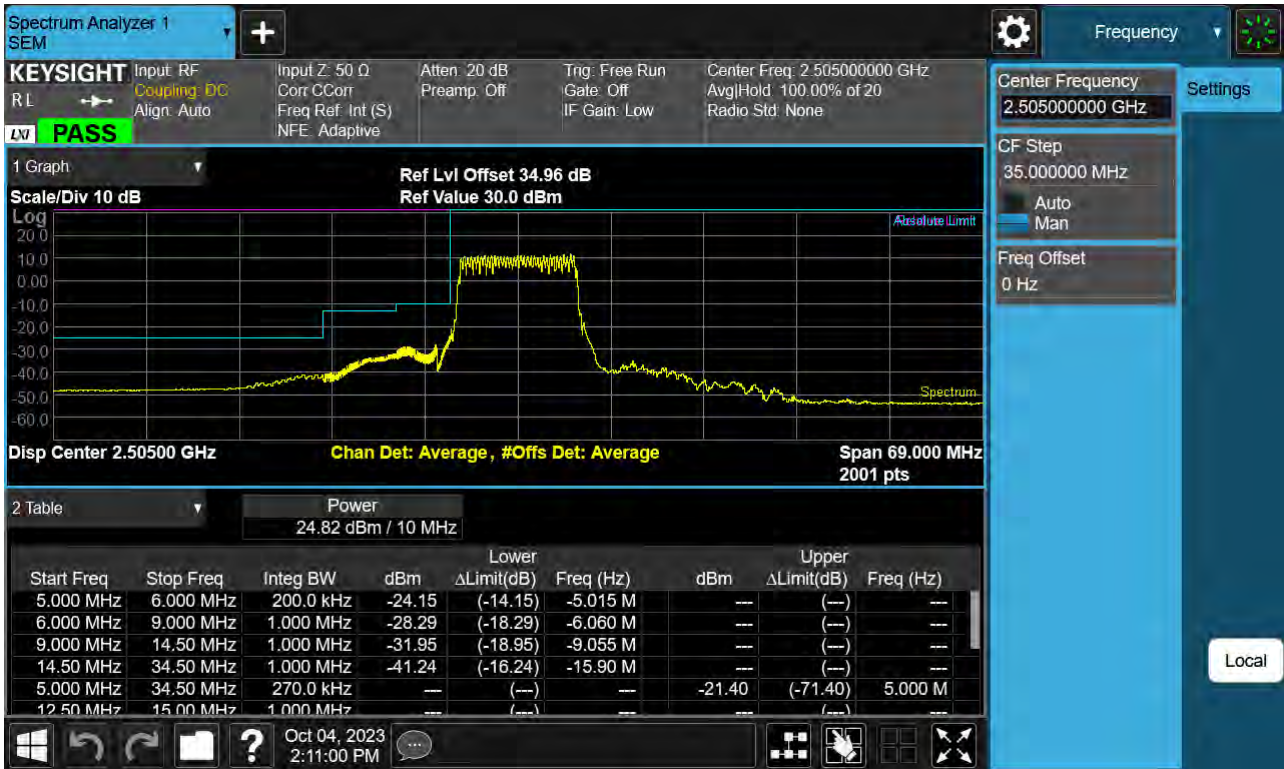 Spectrum Analyzer 1
SEM
Frequency
KEYSIGHT
R L
LXI
PASS
Input: RF
Coupling: DC
Align: Auto
Input Z: 50 Ω
Corr CCorr
Freq Ref: Int (S)
NFE: Adaptive
Atten: 20 dB
Preamp: Off
Trig: Free Run
Gate: Off
IF Gain: Low
Center Freq: 2.505000000 GHz
Avg|Hold: 100.00% of 20
Radio Std: None
Center Frequency
2.505000000 GHz
Settings
CF Step
35.000000 MHz
Auto
Man
Freq Offset
0 Hz
Local
1 Graph
Scale/Div 10 dB
Ref Lvl Offset 34.96 dB
Ref Value 30.0 dBm
Log
20.0
10.0
0.00
-10.0
-20.0
-30.0
-40.0
-50.0
-60.0
Limit
Spectrum
Disp Center 2.50500 GHz
Chan Det: Average, #Offs Det: Average
Span 69.000 MHz
2001 pts
2 Table
Power
24.82 dBm / 10 MHz
Lower Upper
Start Freq Stop Freq Integ BW dBm ΔLimit(dB) Freq (Hz) dBm ΔLimit(dB) Freq (Hz)
5.000 MHz 6.000 MHz 200.0 kHz -24.15 (-14.15) -5.015 M --- (---) ---
6.000 MHz 9.000 MHz 1.000 MHz -28.29 (-18.29) -6.060 M --- (---) ---
9.000 MHz 14.50 MHz 1.000 MHz -31.95 (-18.95) -9.055 M --- (---) ---
14.50 MHz 34.50 MHz 1.000 MHz -41.24 (-16.24) -15.90 M --- (---) ---
5.000 MHz 34.50 MHz 270.0 kHz --- (---) --- -21.40 (-71.40) 5.000 M
12.50 MHz 15.00 MHz 1.000 MHz --- (---) --- --- (---) ---
Oct 04, 2023
2:11:00 PM